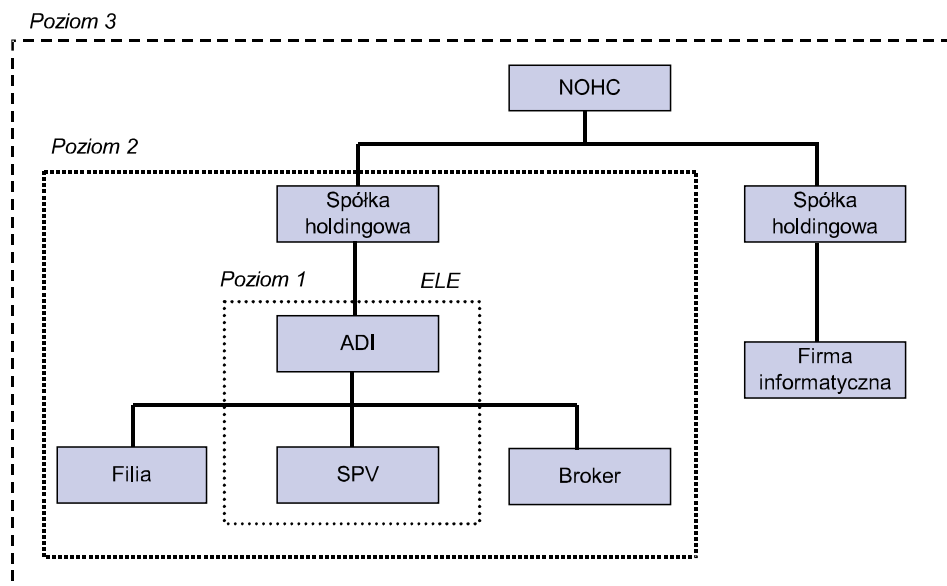 Poziom 3
NOHC
Poziom 2
Spółka
holdingowa
Spółka
holdingowa
Poziom 1
ELE
ADI
Firma
informatyczna
Filia
SPV
Broker